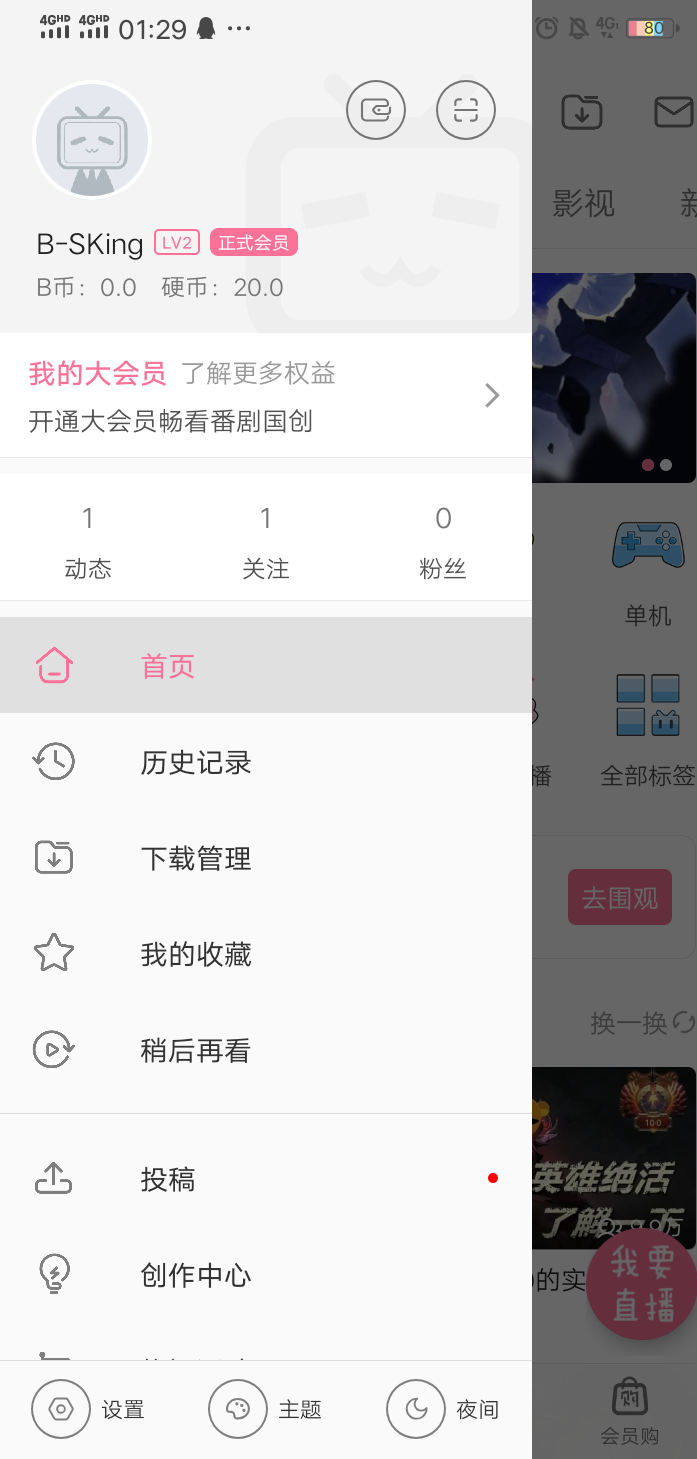 4GHD 4GHD 01:29 ···
4G 80
B-SKing LV2 正式会员
B币：0.0 硬币：20.0
我的大会员 了解更多权益
开通大会员畅看番剧国创
1 1 0
动态 关注 粉丝
首页
历史记录
下载管理
我的收藏
稍后再看
投稿
创作中心
设置 主题 夜间
影视
单机
播 全部标签
去围观
换一换
100
英雄绝活
了解一下
的实
我要
直播
购
会员购